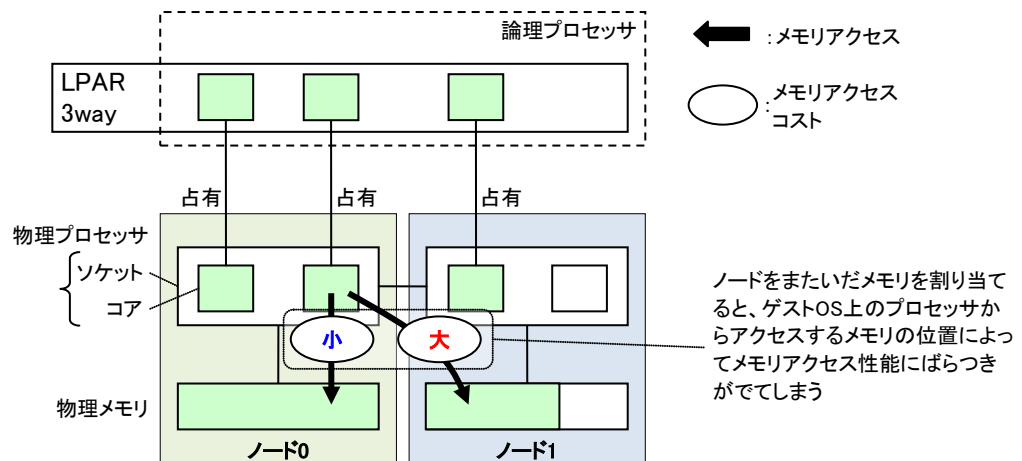 論理プロセッサ
:メモリアクセス
:メモリアクセス
コスト
LPAR
3way
占有
占有
占有
物理プロセッサ
ソケット
コア
小
大
ノードをまたいだメモリを割り当て
ると、ゲストOS上のプロセッサか
らアクセスするメモリの位置によっ
てメモリアクセス性能にばらつき
がでてしまう
物理メモリ
ノード0
ノード1